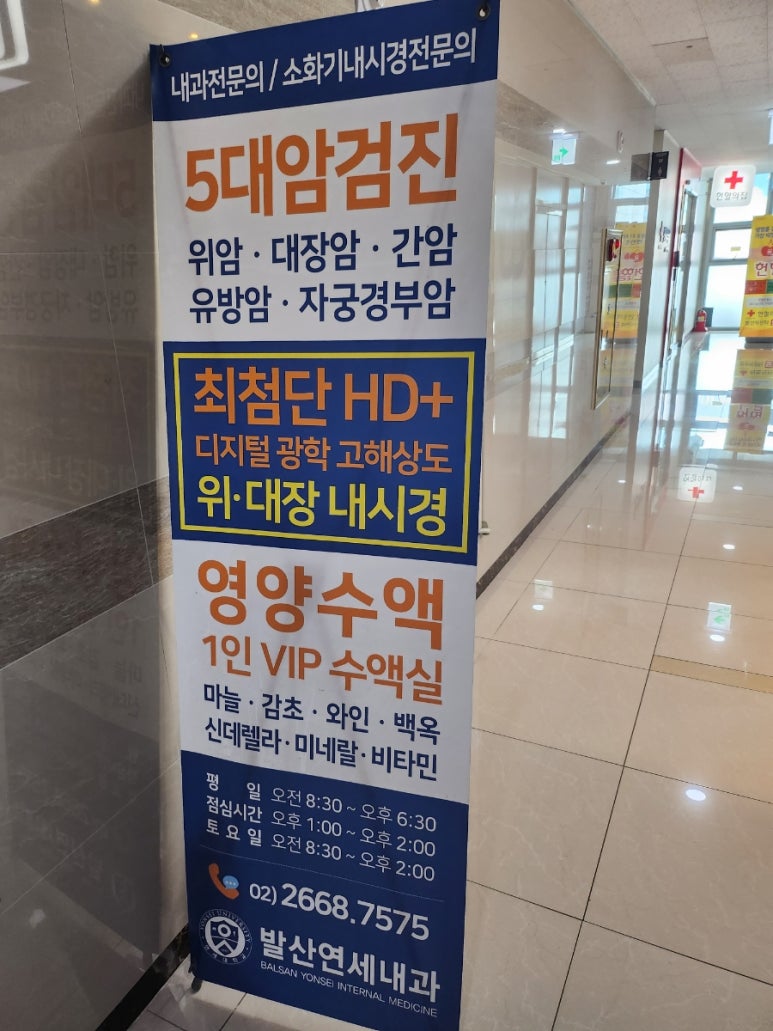 내과전문의 / 소화기내시경전문의
5대암검진
위암 · 대장암 · 간암
유방암 · 자궁경부암
최첨단 HD+
디지털 광학 고해상도
위·대장 내시경
영양수액
1인 VIP 수액실
마늘 · 감초 · 와인 · 백옥
신데렐라 · 미네랄 · 비타민
평 일 오전 8:30 ~ 오후 6:30
점심시간 오후 1:00 ~ 오후 2:00
토요일 오전 8:30 ~ 오후 2:00
02) 2668.7575
발산연세내과
BALSAN YONSEI INTERNAL MEDICINE
헌혈의집